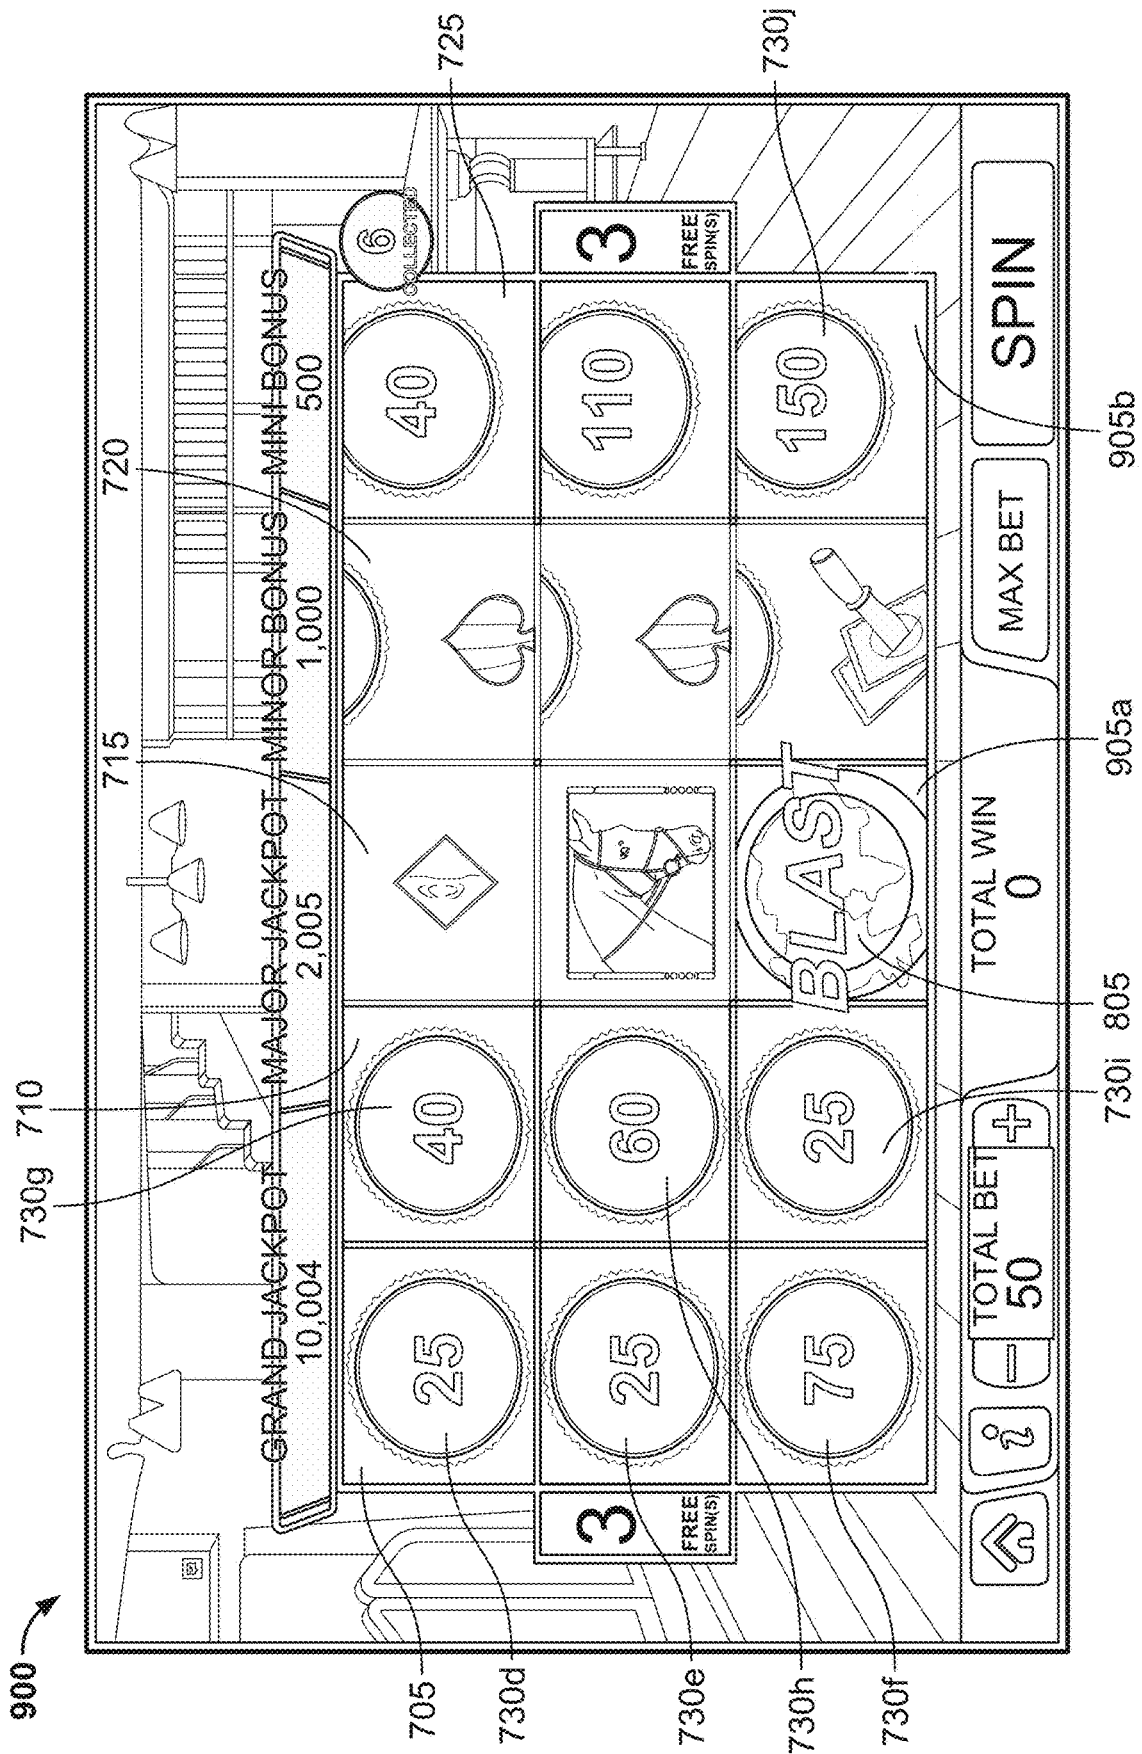 900
730g 710 715 720 725
GRAND JACKPOT MAJOR JACKPOT MINOR BONUS MINI BONUS
10,004 2,005 1,000 500
6
COLLECTED
25 40 40
3
FREE
SPIN(S)
25 60 110
3
FREE
SPIN(S)
75 25 BLAST 150
TOTAL BET
50
TOTAL WIN
0
MAX BET
SPIN
705 730d 730e 730h 730f
730i 805 905a 905b 730j